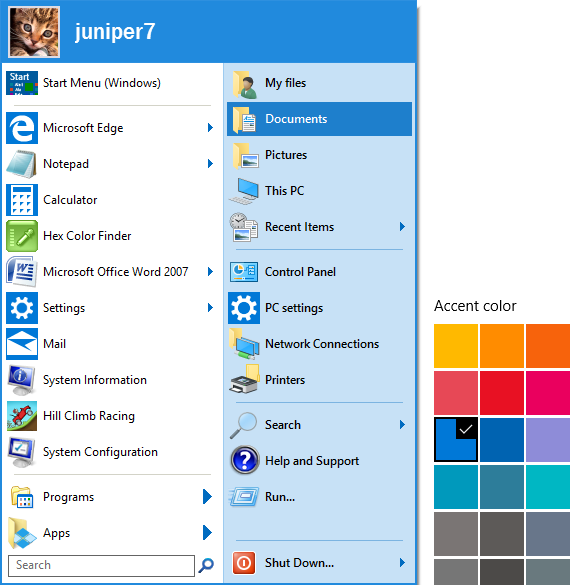 juniper7
Start Menu (Windows)
Microsoft Edge
Notepad
Calculator
Hex Color Finder
Microsoft Office Word 2007
Settings
Mail
System Information
Hill Climb Racing
System Configuration
Programs
Apps
Search
My files
Documents
Pictures
This PC
Recent Items
Control Panel
PC settings
Network Connections
Printers
Search
Help and Support
Run...
Shut Down...
Accent color